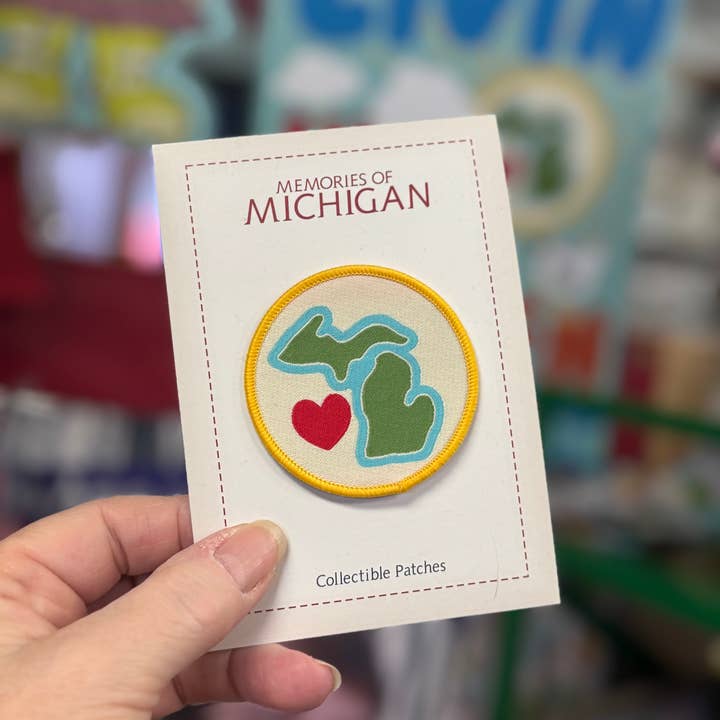 MEMORIES OF
MICHIGAN
Collectible Patches